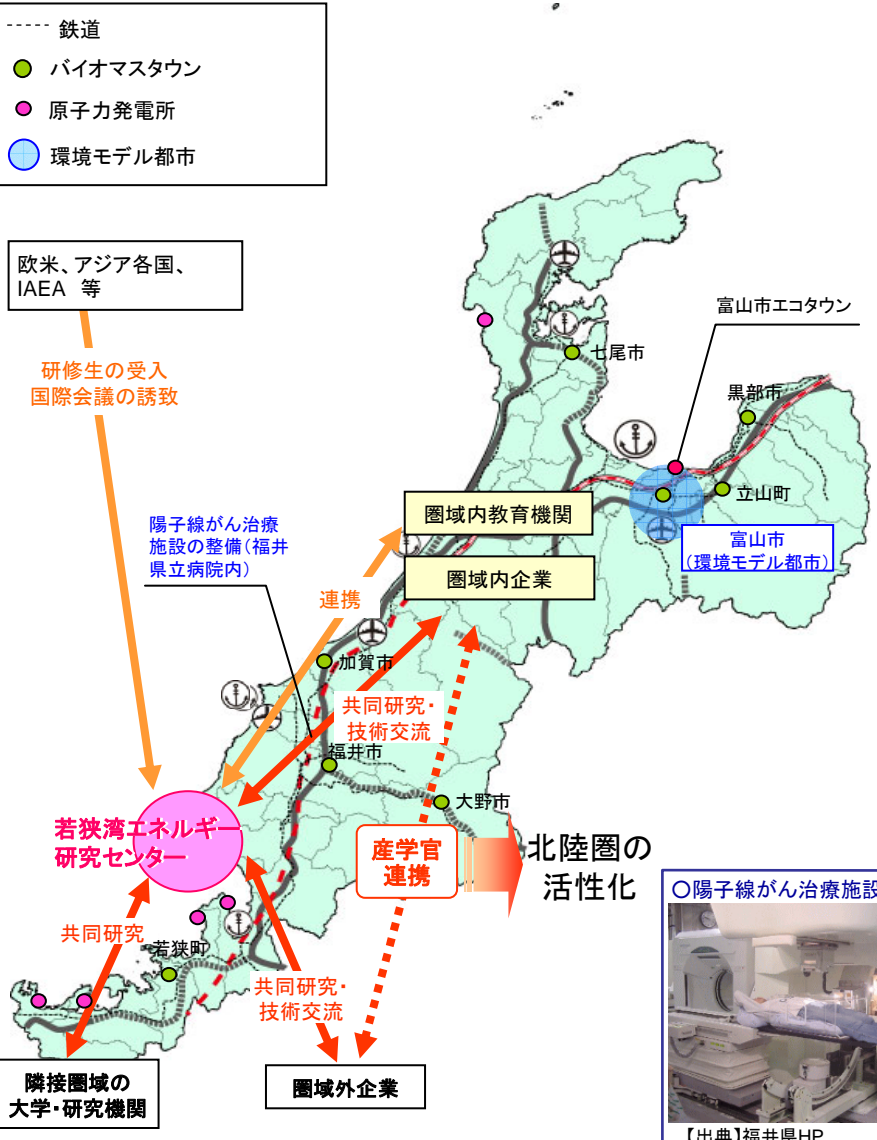 鉄道
バイオマスタウン
原子力発電所
環境モデル都市
欧米、アジア各国、
IAEA 等
研修生の受入
国際会議の誘致
富山市エコタウン
七尾市
黒部市
立山町
圏域内教育機関
富山市
（環境モデル都市）
陽子線がん治療
施設の整備（福井
県立病院内）
圏域内企業
連携
加賀市
共同研究・
技術交流
福井市
大野市
若狭湾エネルギー
研究センター
産学官
連携
北陸圏の
活性化
○陽子線がん治療施設
共同研究
若狭町
共同研究・
技術交流
隣接圏域の
大学・研究機関
圏域外企業
【出典】福井県HP